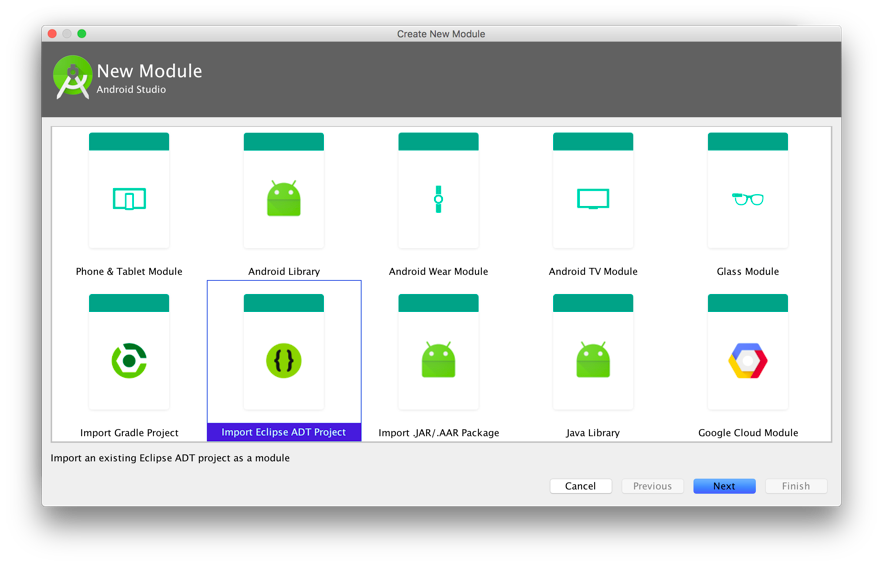 Create New Module
New Module
Android Studio
Phone & Tablet Module
Android Library
Android Wear Module
Android TV Module
Glass Module
Import Gradle Project
Import Eclipse ADT Project
Import .JAR/.AAR Package
Java Library
Google Cloud Module
Import an existing Eclipse ADT project as a module
Cancel
Previous
Next
Finish